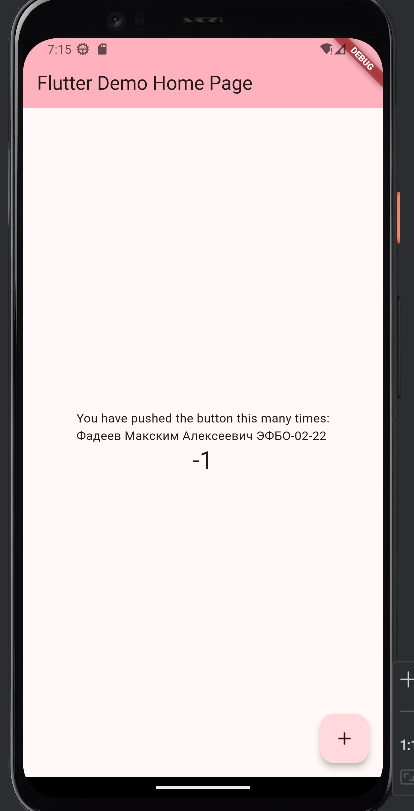 7:15
DEBUG
Flutter Demo Home Page
You have pushed the button this many times:
Фадеев Макским Алексеевич ЭФБО-02-22
-1
+